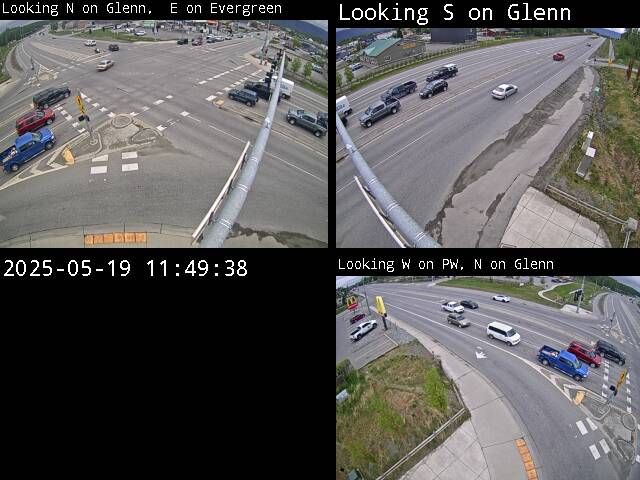 Looking N on Glenn,  E on Evergreen
Looking S on Glenn
2025-05-19 11:49:38
Looking W on PW, N on Glenn